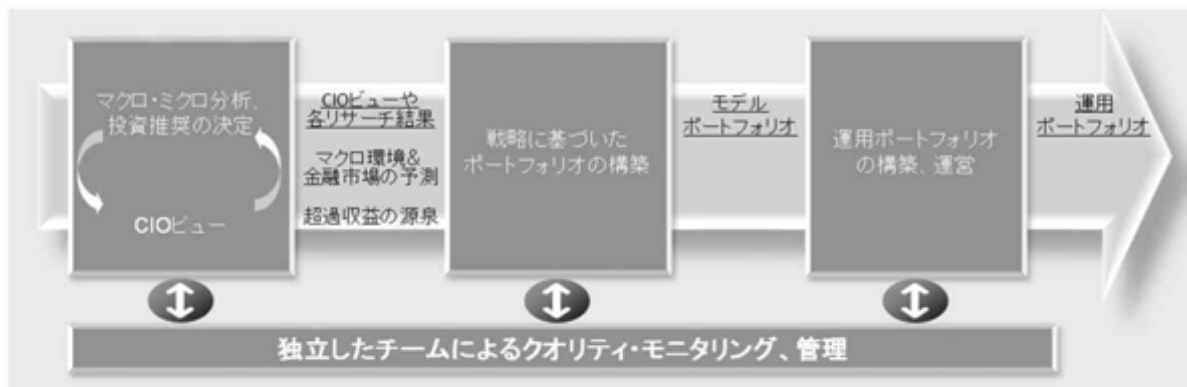 マクロ・ミクロ分析、
投資推奨の決定
CIOビュー
CIOビューや
各リサーチ結果
マクロ環境&
金融市場の予測
超過収益の源泉
戦略に基づいた
ポートフォリオの構築
モデル
ポートフォリオ
運用ポートフォリオ
の構築、運営
運用
ポートフォリオ
独立したチームによるクオリティ・モニタリング、管理